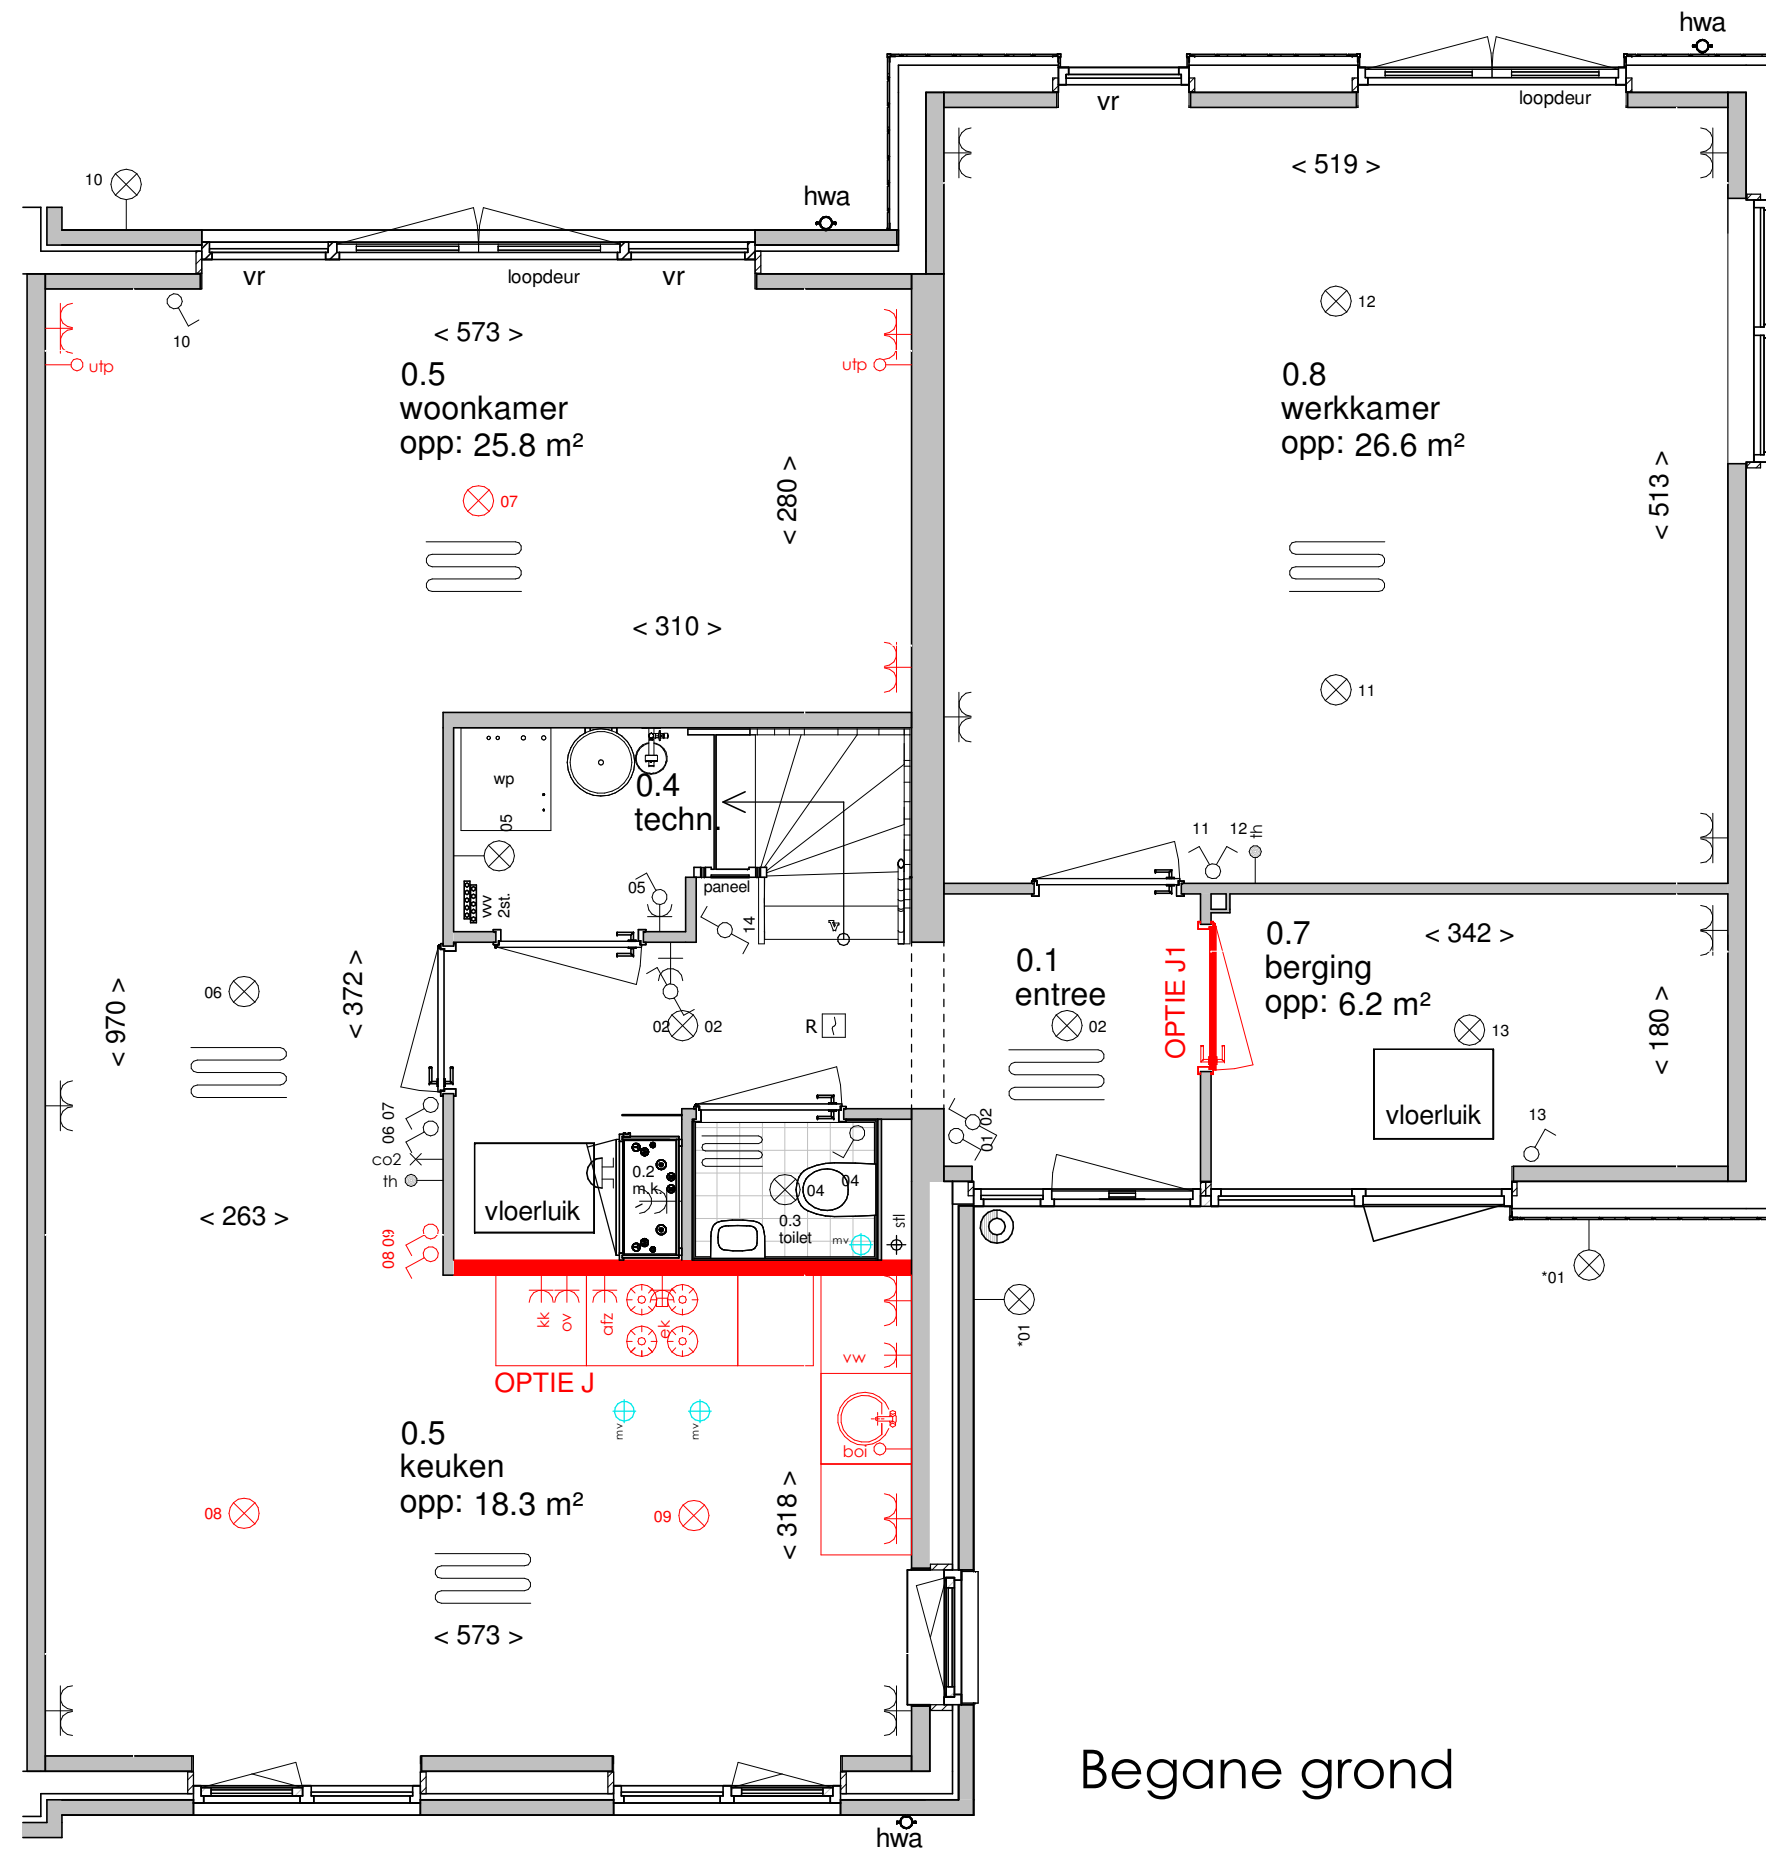 hwa
vr
loopdeur
< 519 >
10
hwa
vr
loopdeur
vr
10
< 573 >
utp
utp
0.5
woonkamer
opp: 25.8 m²
12
0.8
werkkamer
opp: 26.6 m²
< 280 >
< 513 >
07
< 310 >
11
wp
05
0.4
techn.
paneel
05
vvv
2st.
14
4
11
12
th
0.7
berging
opp: 6.2 m²
< 342 >
0.1
entree
OPTIE J1
< 970 >
06
< 372 >
02
02
R
02
13
< 180 >
vloerluik
13
06 07
co2
th
01 02
0.2
m.k.
vloerluik
04
04
0.3
toilet
mv
stl
< 263 >
08 09
*01
*01
kk
ov
afz
ek
vw
OPTIE J
boi
mv
mv
0.5
keuken
opp: 18.3 m²
08
09
< 318 >
< 573 >
Begane grond
hwa